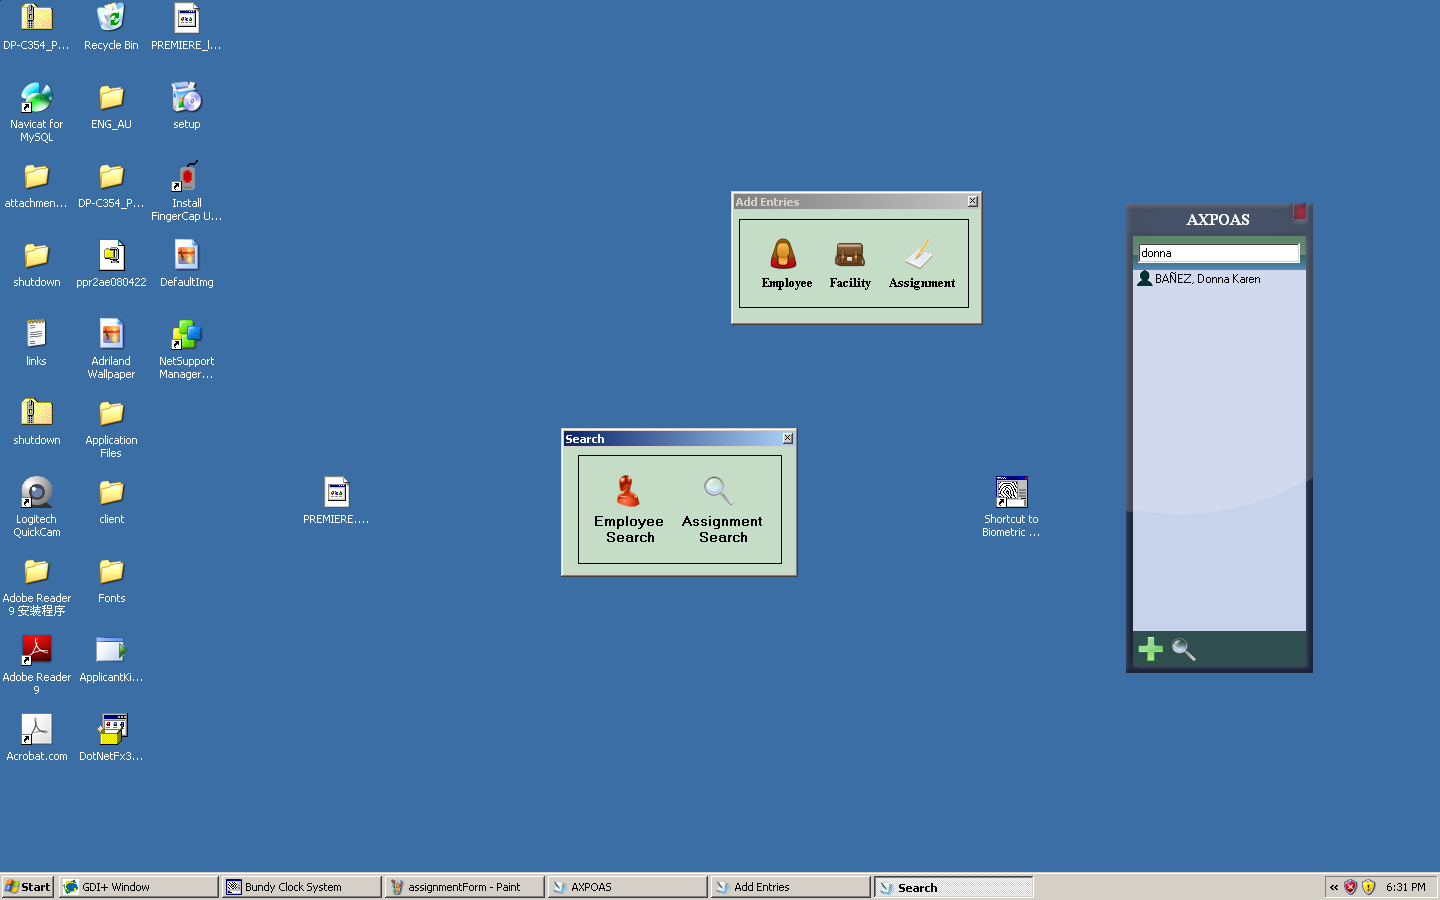 DP-C354_P...
Recycle Bin
PREMIERE_l...
Navicat for
MySQL
ENG_AU
setup
attachmen...
DP-C354_P...
Install
FingerCap U...
shutdown
ppr2ae080422
DefaultImg
links
Adriland
Wallpaper
NetSupport
Manager...
shutdown
Application
Files
Logitech
QuickCam
client
Adobe Reader
9 安装程序
Fonts
Adobe Reader
9
ApplicantKi...
Acrobat.com
DotNetFx3...
PREMIERE....
Add Entries
Employee
Facility
Assignment
Search
Employee
Search
Assignment
Search
Shortcut to
Biometric ...
AXPOAS
donna
BAÑEZ, Donna Karen
Start
GDI+ Window
Bundy Clock System
assignmentForm - Paint
AXPOAS
Add Entries
Search
«
6:31 PM